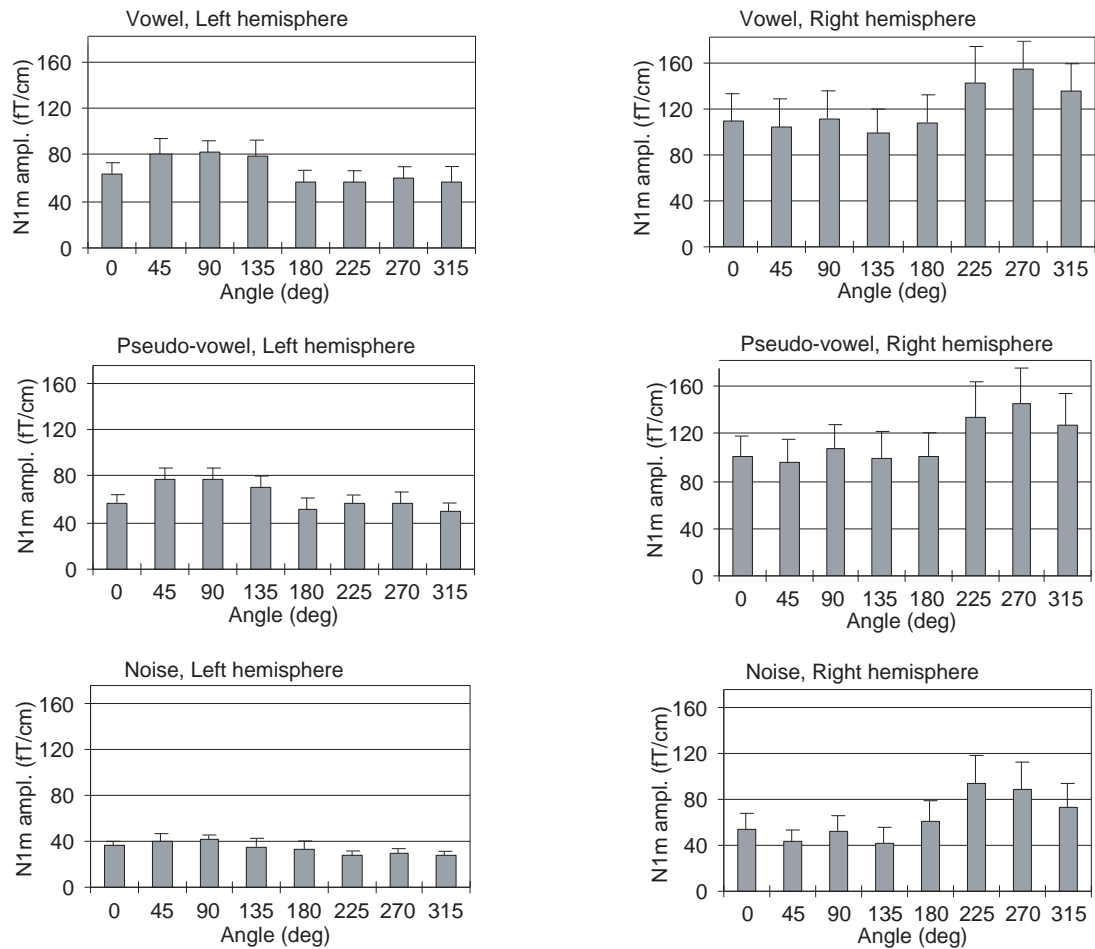 Vowel, Left hemisphere
N1m ampl. (fT/cm)
160
120
80
40
0
0 45 90 135 180 225 270 315
Angle (deg)
Vowel, Right hemisphere
N1m ampl. (fT/cm)
160
120
80
40
0
0 45 90 135 180 225 270 315
Angle (deg)
Pseudo-vowel, Left hemisphere
N1m ampl. (fT/cm)
160
120
80
40
0
0 45 90 135 180 225 270 315
Angle (deg)
Pseudo-vowel, Right hemisphere
N1m ampl. (fT/cm)
160
120
80
40
0
0 45 90 135 180 225 270 315
Angle (deg)
Noise, Left hemisphere
N1m ampl. (fT/cm)
160
120
80
40
0
0 45 90 135 180 225 270 315
Angle (deg)
Noise, Right hemisphere
N1m ampl. (fT/cm)
160
120
80
40
0
0 45 90 135 180 225 270 315
Angle (deg)